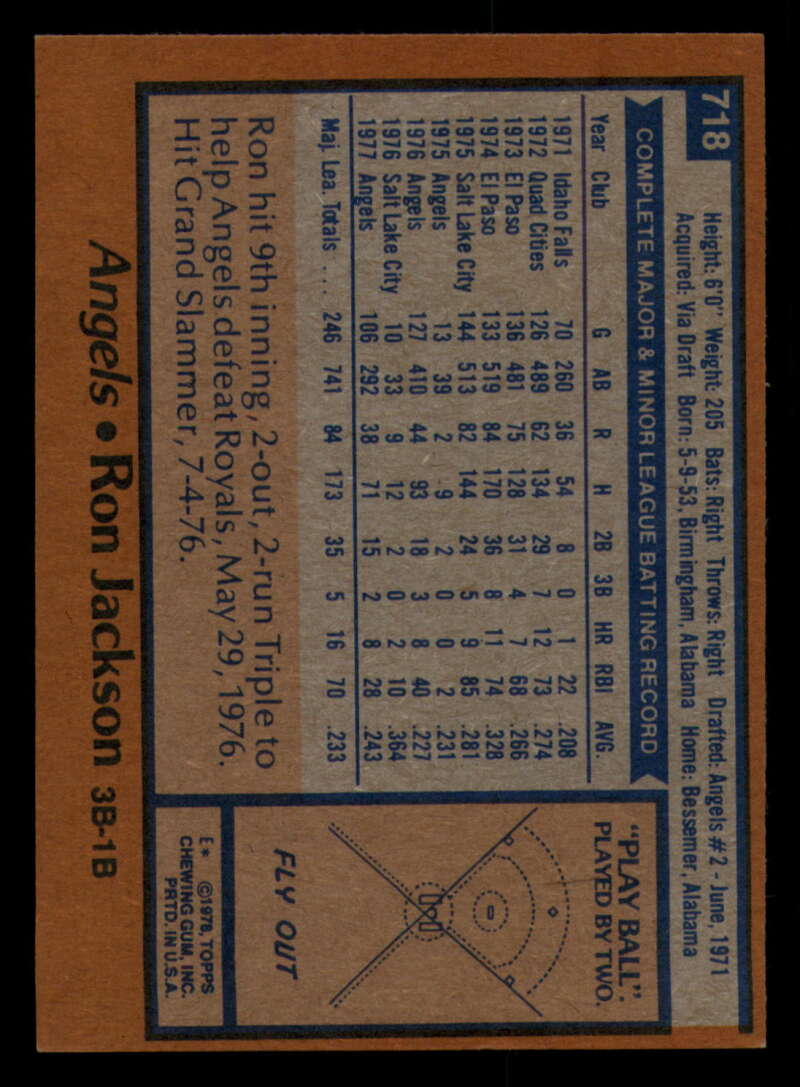 718
Height: 6'0" Weight: 205 Bats: Right Throws: Right Drafted: Angels #2 - June, 1971
Acquired: Via Draft Born: 5-9-53, Birmingham, Alabama Home: Bessemer, Alabama
COMPLETE MAJOR & MINOR LEAGUE BATTING RECORD
Year Club G AB R H 2B 3B HR RBI AVG.
1971 Idaho Falls 70 260 36 54 8 0 1 22 .208
1972 Quad Cities 126 489 62 134 29 7 12 73 .274
1973 El Paso 136 481 75 128 31 4 7 68 .266
1974 El Paso 133 519 84 170 36 8 11 74 .328
1975 Salt Lake City 144 513 82 144 24 5 9 85 .281
1975 Angels 13 39 2 9 2 0 0 2 .231
1976 Angels 127 410 44 93 18 3 8 40 .227
1976 Salt Lake City 10 33 9 12 2 0 2 10 .364
1977 Angels 106 292 38 71 15 2 8 28 .243
Maj. Lea. Totals ... 246 741 84 173 35 5 16 70 .233
Ron hit 9th inning, 2-out, 2-run Triple to
help Angels defeat Royals, May 29, 1976.
Hit Grand Slammer, 7-4-76.
"PLAY BALL".
PLAYED BY TWO.
FLY OUT
E* ©1978, TOPPS
CHEWING GUM, INC.
PRTD. IN U.S.A.
Angels • Ron Jackson 3B-1B